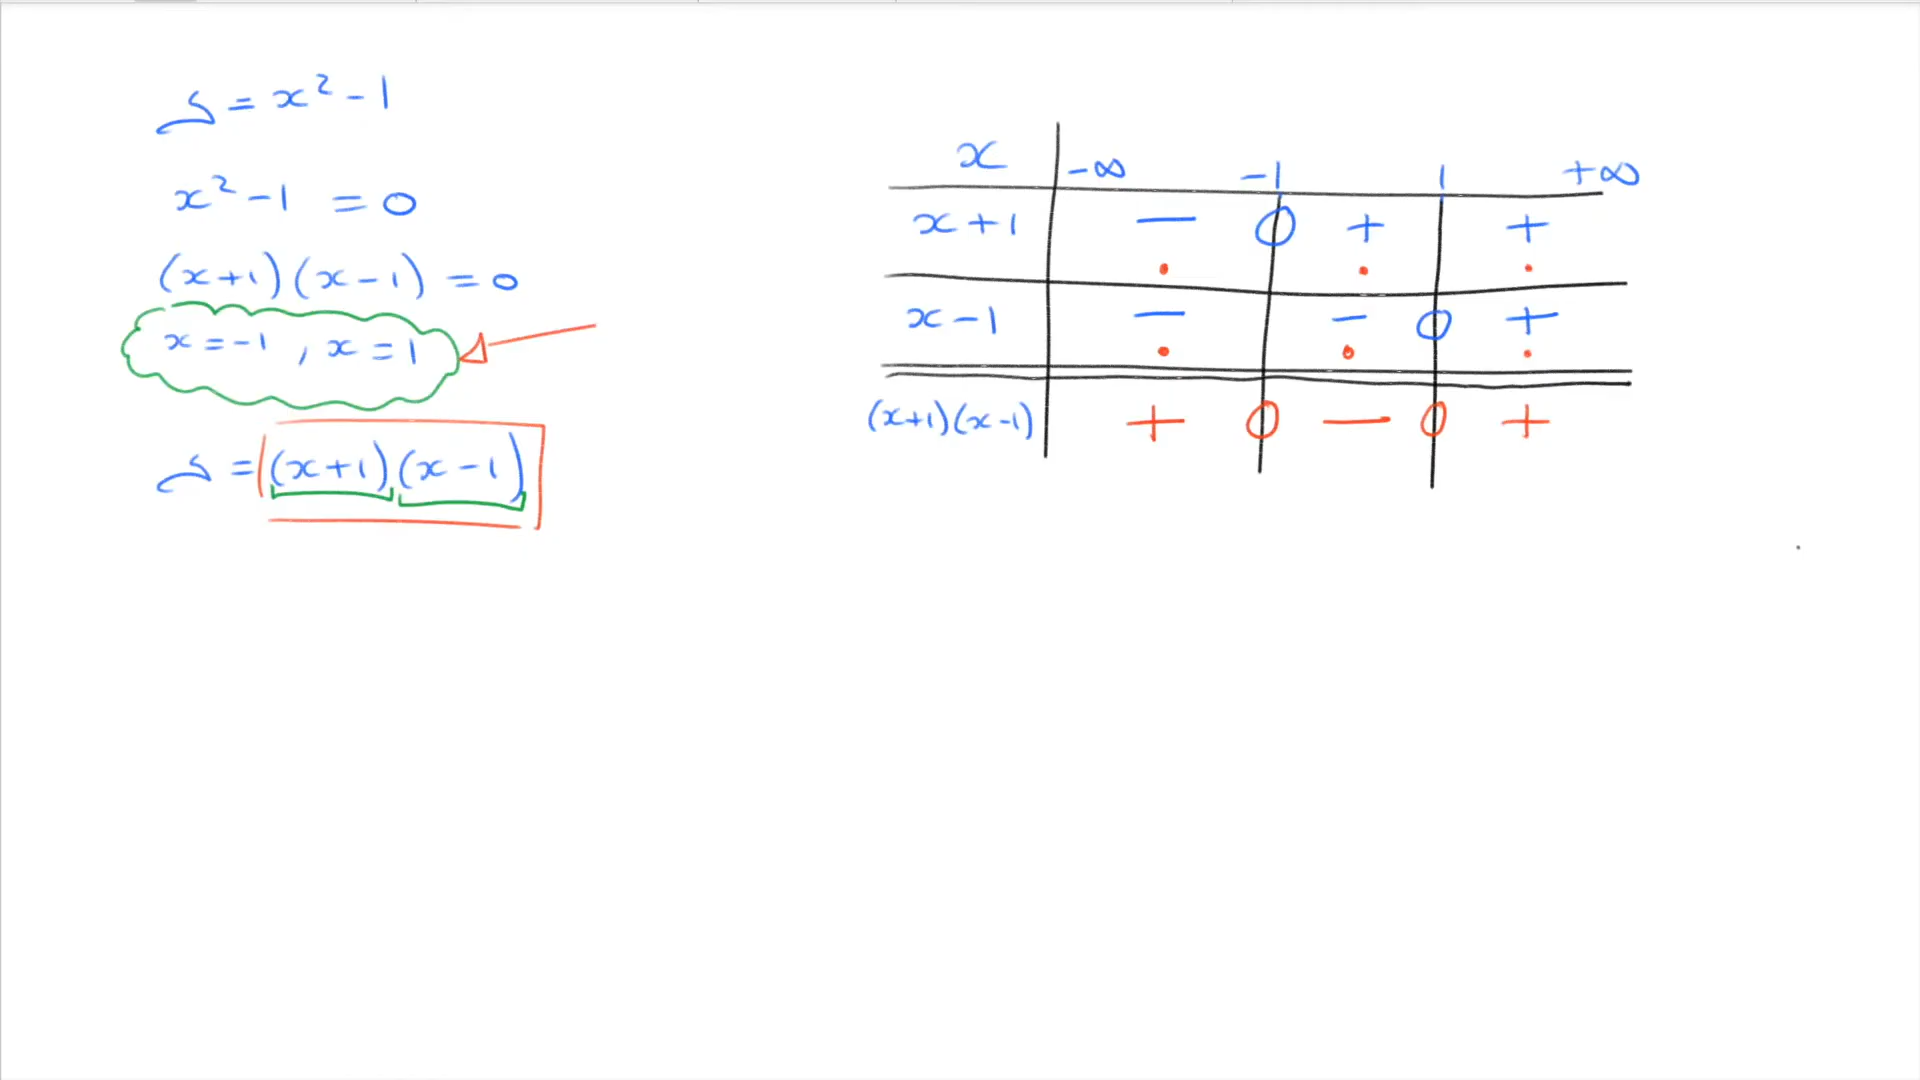 س = x² - 1
x² - 1 = 0
(x+1)(x-1) = 0
x = -1 , x = 1
س = (x+1)(x-1)
x -∞ -1 1 +∞
x+1 − 0 + +
x-1 − − 0 +
(x+1)(x-1) + 0 − 0 +